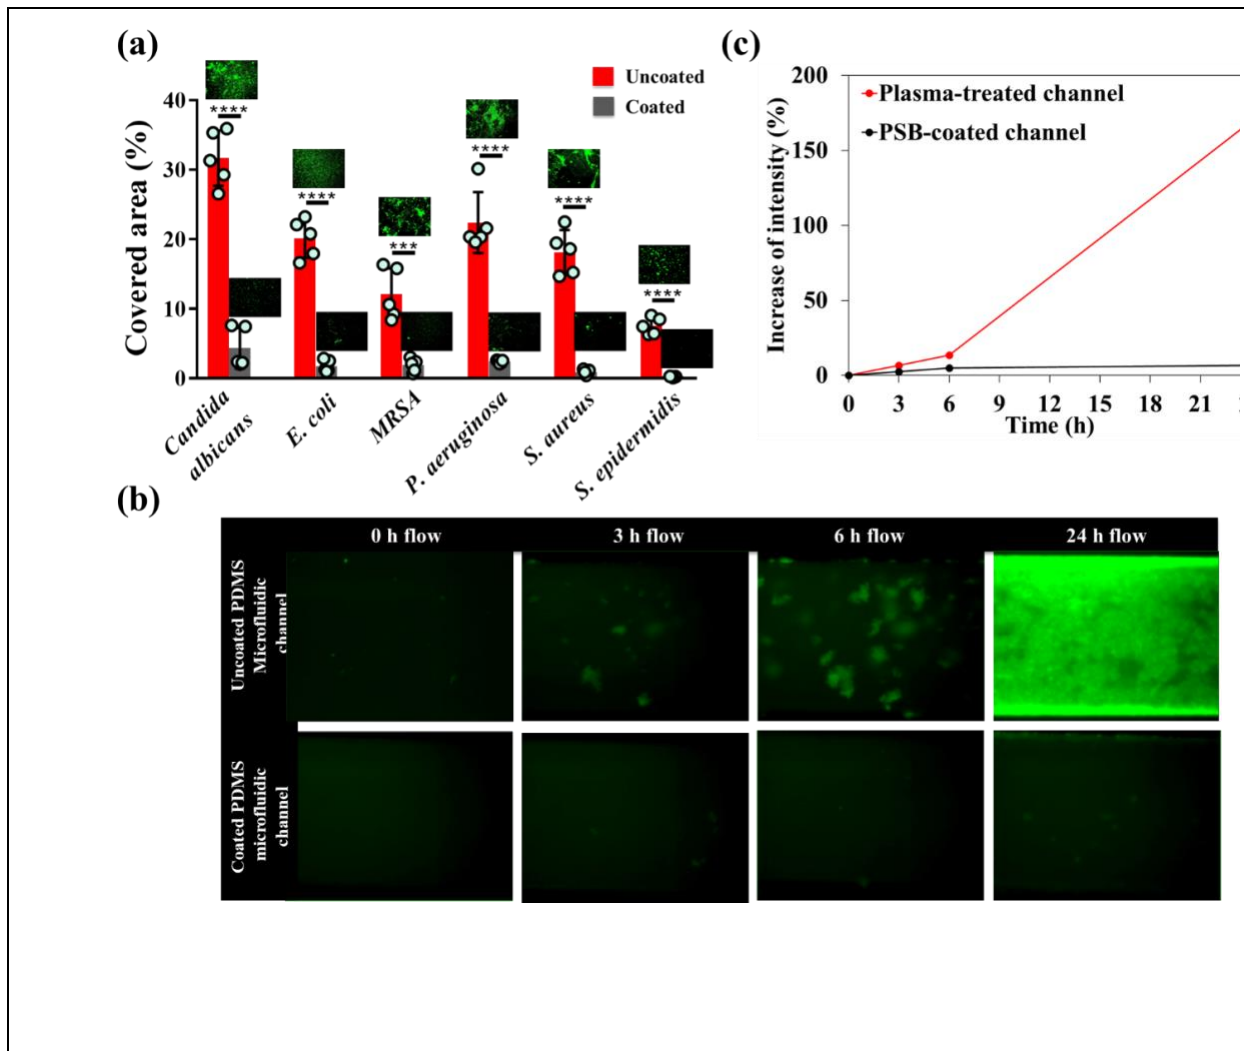 (a)
Uncoated
Coated
Covered area (%)
40
30
20
10
0
****
****
***
****
****
****
Candida
albicans
E. coli
MRSA
P. aeruginosa
S. aureus
S. epidermidis
(c)
Increase of intensity (%)
200
150
100
50
0
Plasma-treated channel
PSB-coated channel
0 3 6 9 12 15 18 21
Time (h)
(b)
0 h flow 3 h flow 6 h flow 24 h flow
Uncoated PDMS
Microfluidic
channel
Coated PDMS
microfluidic
channel